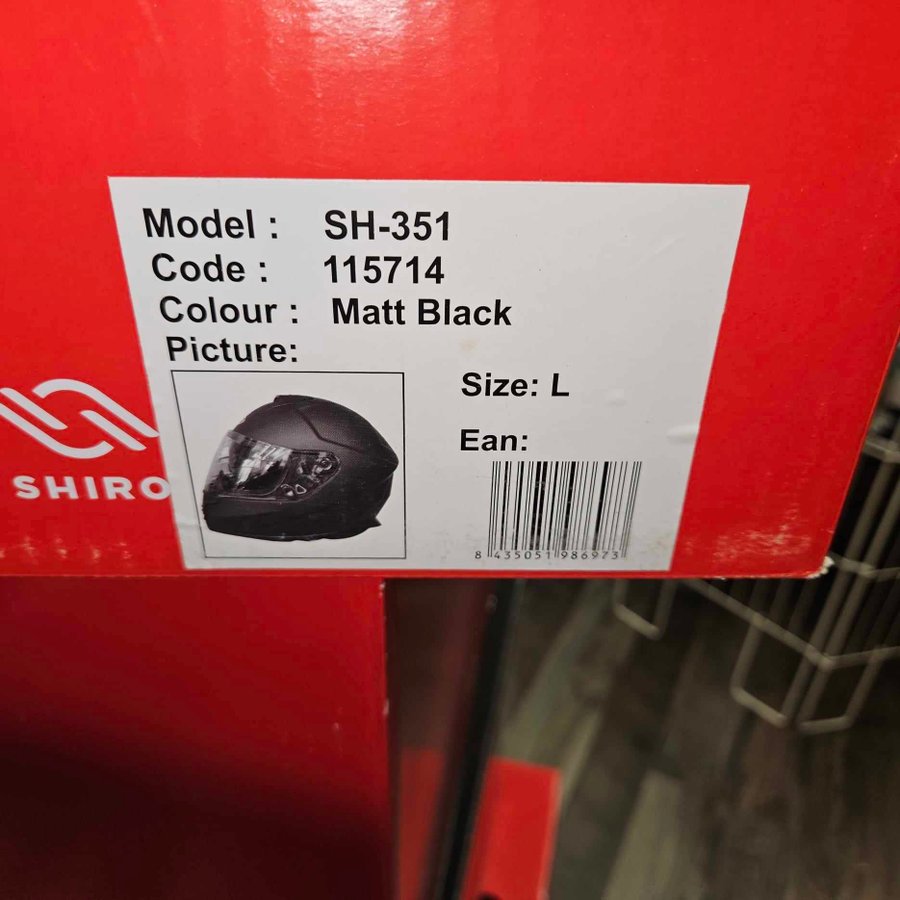 Model : SH-351
Code : 115714
Colour : Matt Black
Picture:
Size: L
Ean:
SHIRO
8 435051 986973